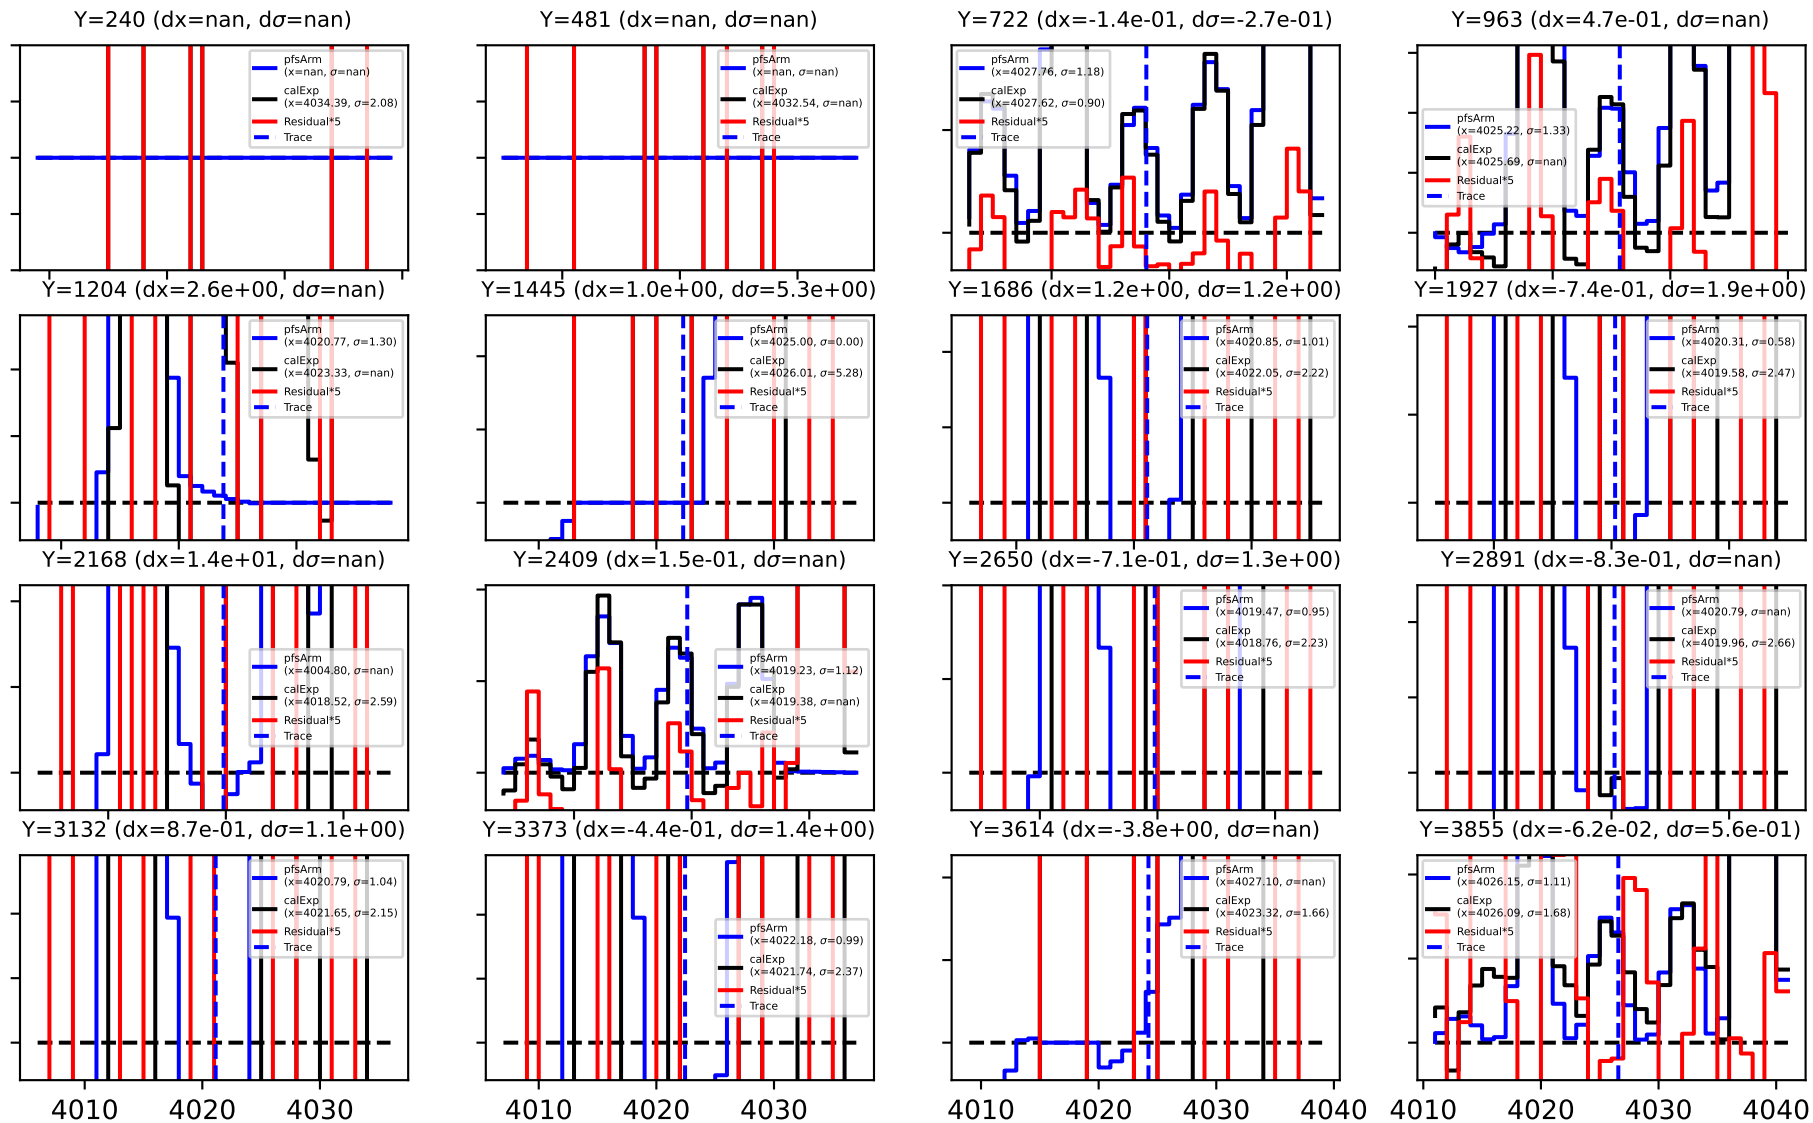 Y=240 (dx=nan, dσ=nan)
pfsArm
(x=nan, σ=nan)
calExp
(x=4034.39, σ=2.08)
Residual*5
Trace
Y=481 (dx=nan, dσ=nan)
pfsArm
(x=nan, σ=nan)
calExp
(x=4032.54, σ=nan)
Residual*5
Trace
Y=722 (dx=-1.4e-01, dσ=-2.7e-01)
pfsArm
(x=4027.76, σ=1.18)
calExp
(x=4027.62, σ=0.90)
Residual*5
Trace
Y=963 (dx=4.7e-01, dσ=nan)
pfsArm
(x=4025.22, σ=1.33)
calExp
(x=4025.69, σ=nan)
Residual*5
Trace
Y=1204 (dx=2.6e+00, dσ=nan)
pfsArm
(x=4020.77, σ=1.30)
calExp
(x=4023.33, σ=nan)
Residual*5
Trace
Y=1445 (dx=1.0e+00, dσ=5.3e+00)
pfsArm
(x=4025.00, σ=0.00)
calExp
(x=4026.01, σ=5.28)
Residual*5
Trace
Y=1686 (dx=1.2e+00, dσ=1.2e+00)
pfsArm
(x=4020.85, σ=1.01)
calExp
(x=4022.05, σ=2.22)
Residual*5
Trace
Y=1927 (dx=-7.4e-01, dσ=1.9e+00)
pfsArm
(x=4020.31, σ=0.58)
calExp
(x=4019.58, σ=2.47)
Residual*5
Trace
Y=2168 (dx=1.4e+01, dσ=nan)
pfsArm
(x=4004.80, σ=nan)
calExp
(x=4018.52, σ=2.59)
Residual*5
Trace
Y=2409 (dx=1.5e-01, dσ=nan)
pfsArm
(x=4019.23, σ=1.12)
calExp
(x=4019.38, σ=nan)
Residual*5
Trace
Y=2650 (dx=-7.1e-01, dσ=1.3e+00)
pfsArm
(x=4019.47, σ=0.95)
calExp
(x=4018.76, σ=2.23)
Residual*5
Trace
Y=2891 (dx=-8.3e-01, dσ=nan)
pfsArm
(x=4020.79, σ=nan)
calExp
(x=4019.96, σ=2.66)
Residual*5
Trace
Y=3132 (dx=8.7e-01, dσ=1.1e+00)
pfsArm
(x=4020.79, σ=1.04)
calExp
(x=4021.65, σ=2.15)
Residual*5
Trace
4010 4020 4030
Y=3373 (dx=-4.4e-01, dσ=1.4e+00)
pfsArm
(x=4022.18, σ=0.99)
calExp
(x=4021.74, σ=2.37)
Residual*5
Trace
4010 4020 4030
Y=3614 (dx=-3.8e+00, dσ=nan)
pfsArm
(x=4027.10, σ=nan)
calExp
(x=4023.32, σ=1.66)
Residual*5
Trace
4010 4020 4030 4040
Y=3855 (dx=-6.2e-02, dσ=5.6e-01)
pfsArm
(x=4026.15, σ=1.11)
calExp
(x=4026.09, σ=1.68)
Residual*5
Trace
4010 4020 4030 4040